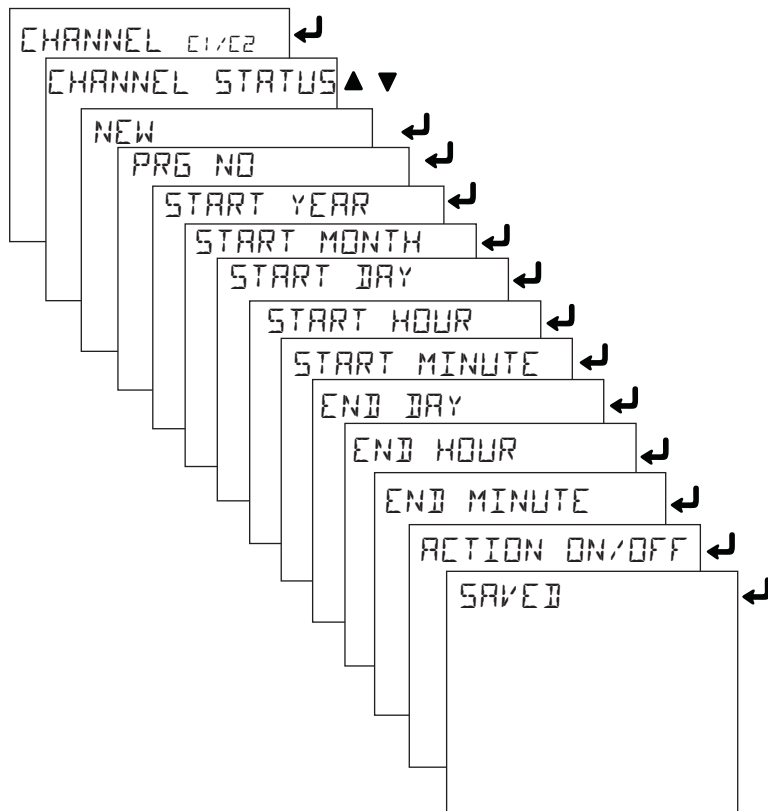 CHANNEL C1/C2
CHANNEL STATUS
NEW
PRG NO
START YEAR
START MONTH
START DAY
START HOUR
START MINUTE
END DAY
END HOUR
END MINUTE
ACTION ON/OFF
SAVED